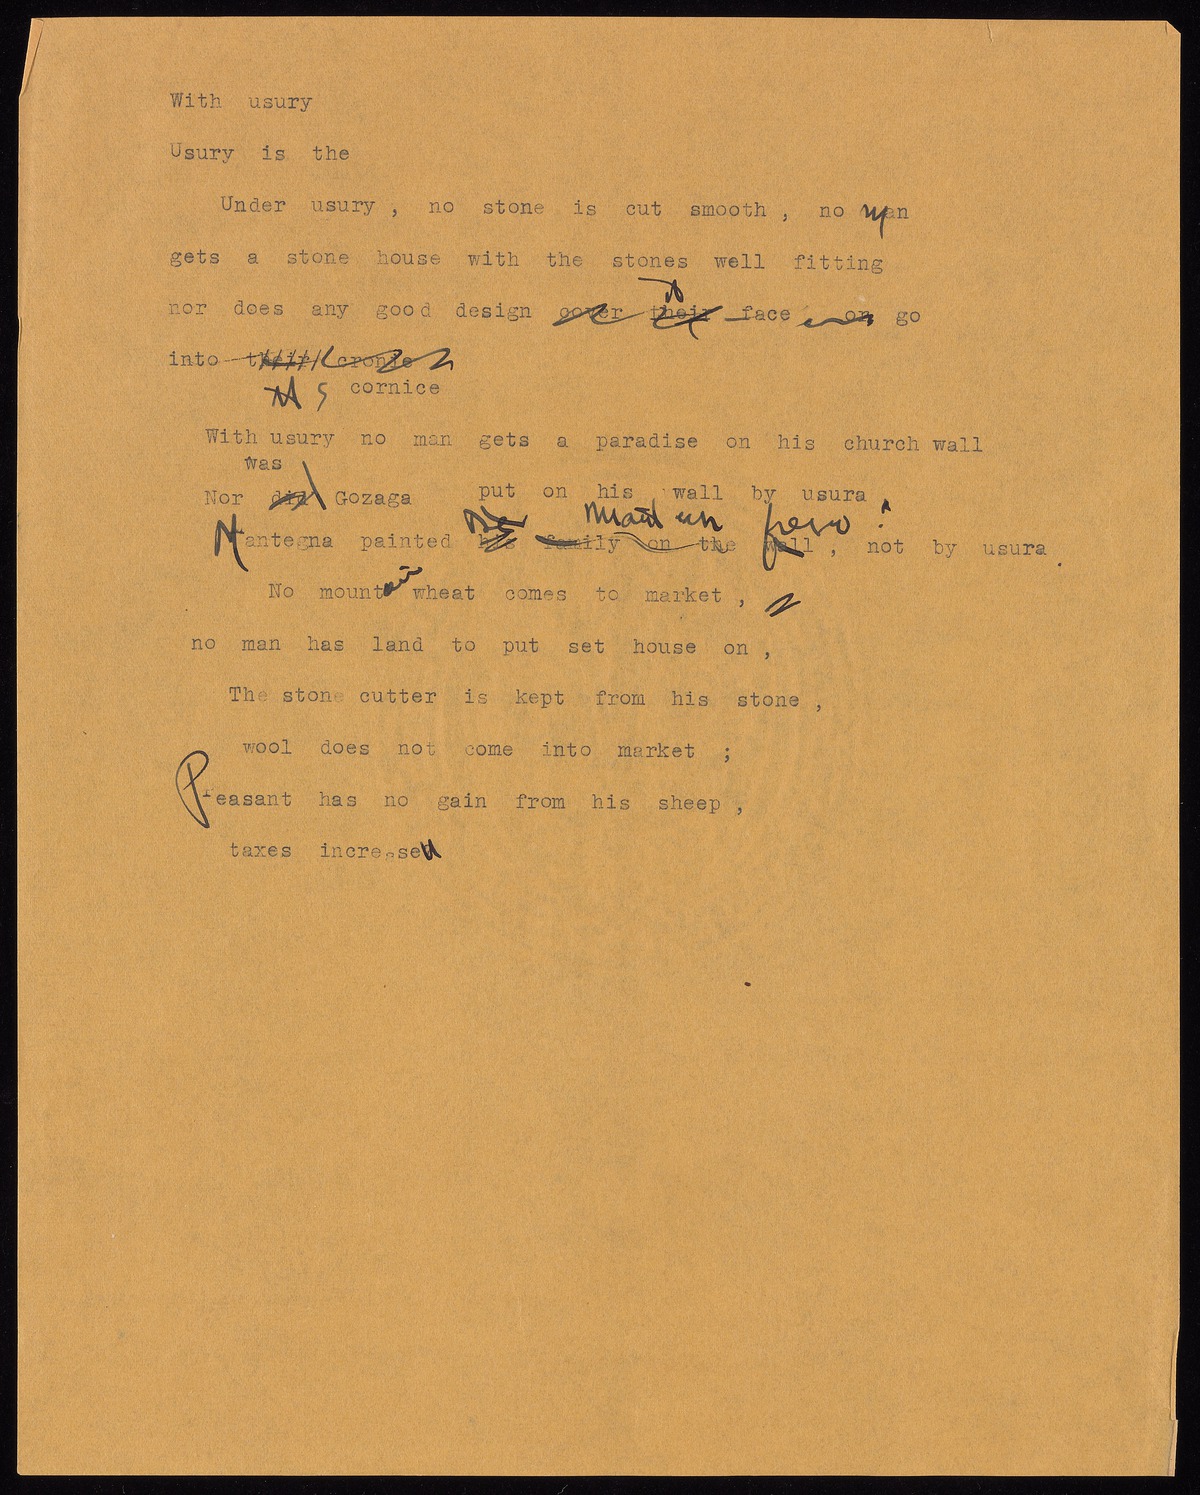 With usury
Usury is the
Under usury , no stone is cut smooth , no man
gets a stone house with the stones well fitting
nor does any good design cover their face or go
into their cronie
cornice
With usury no man gets a paradise on his church wall
was
Nor did Gozaga put on his wall by usura ,
Mantegna painted his family on the wall , not by usura .
No mountain wheat comes to market ,
no man has land to put set house on ,
The stone cutter is kept from his stone ,
wool does not come into market ;
Peasant has no gain from his sheep ,
taxes increased